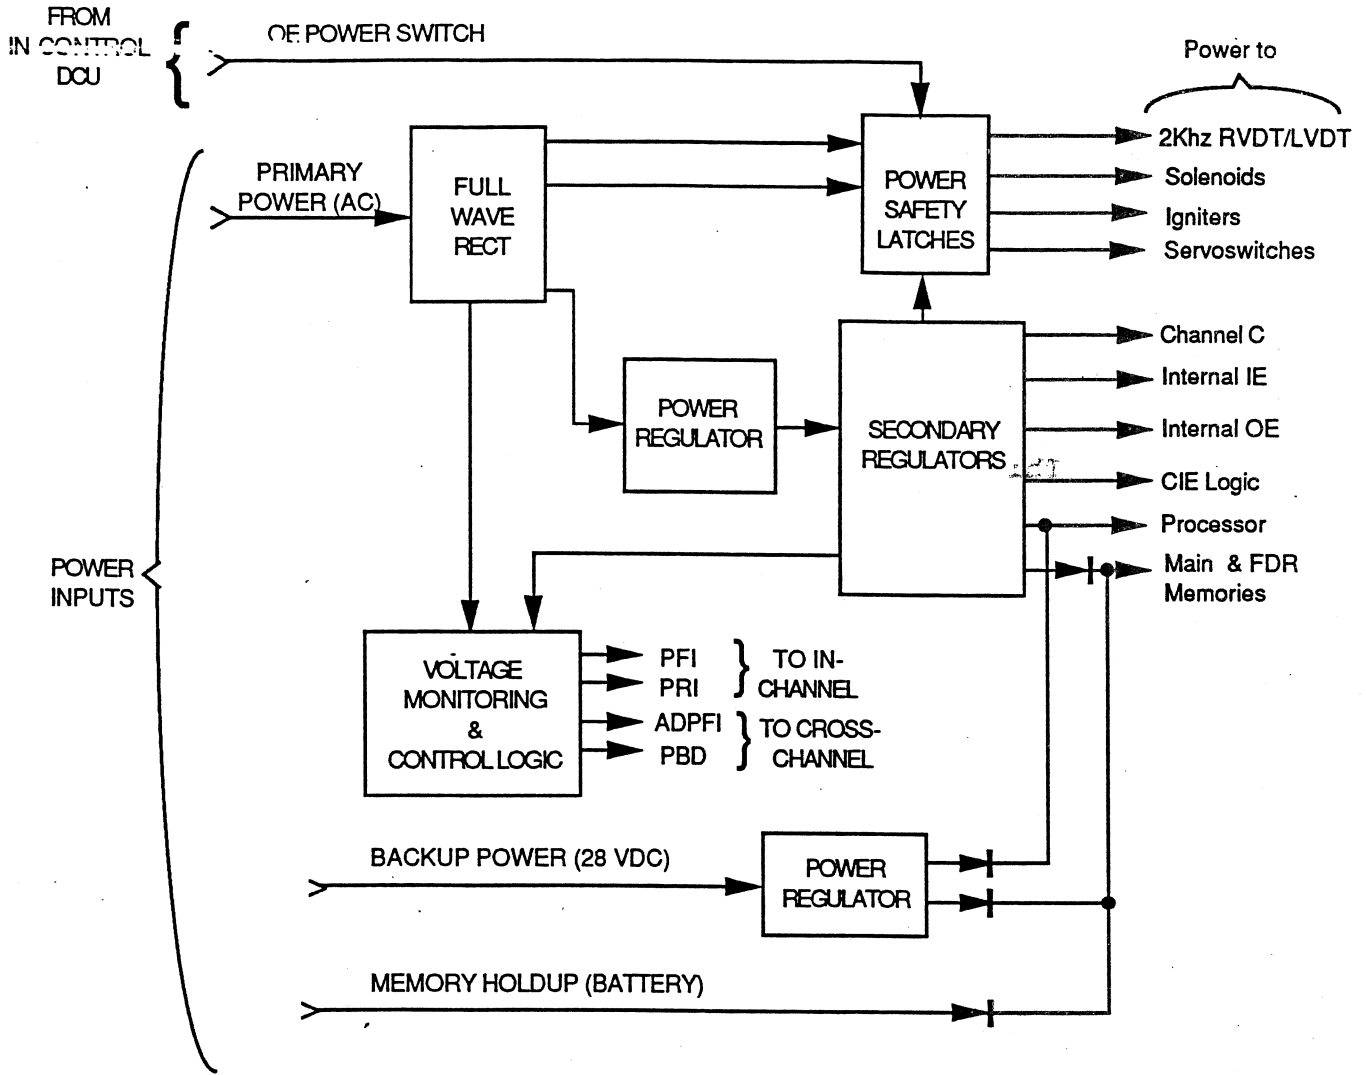 FROM
IN CONTROL
DCU
OE POWER SWITCH
Power to
PRIMARY
POWER (AC)
FULL
WAVE
RECT
POWER
SAFETY
LATCHES
2Khz RVDT/LVDT
Solenoids
Igniters
Servoswitches
POWER
REGULATOR
SECONDARY
REGULATORS
Channel C
Internal IE
Internal OE
CIE Logic
Processor
Main & FDR
Memories
POWER
INPUTS
VOLTAGE
MONITORING
&
CONTROL LOGIC
PFI
PRI
TO IN-
CHANNEL
ADPFI
PBD
TO CROSS-
CHANNEL
BACKUP POWER (28 VDC)
POWER
REGULATOR
MEMORY HOLDUP (BATTERY)